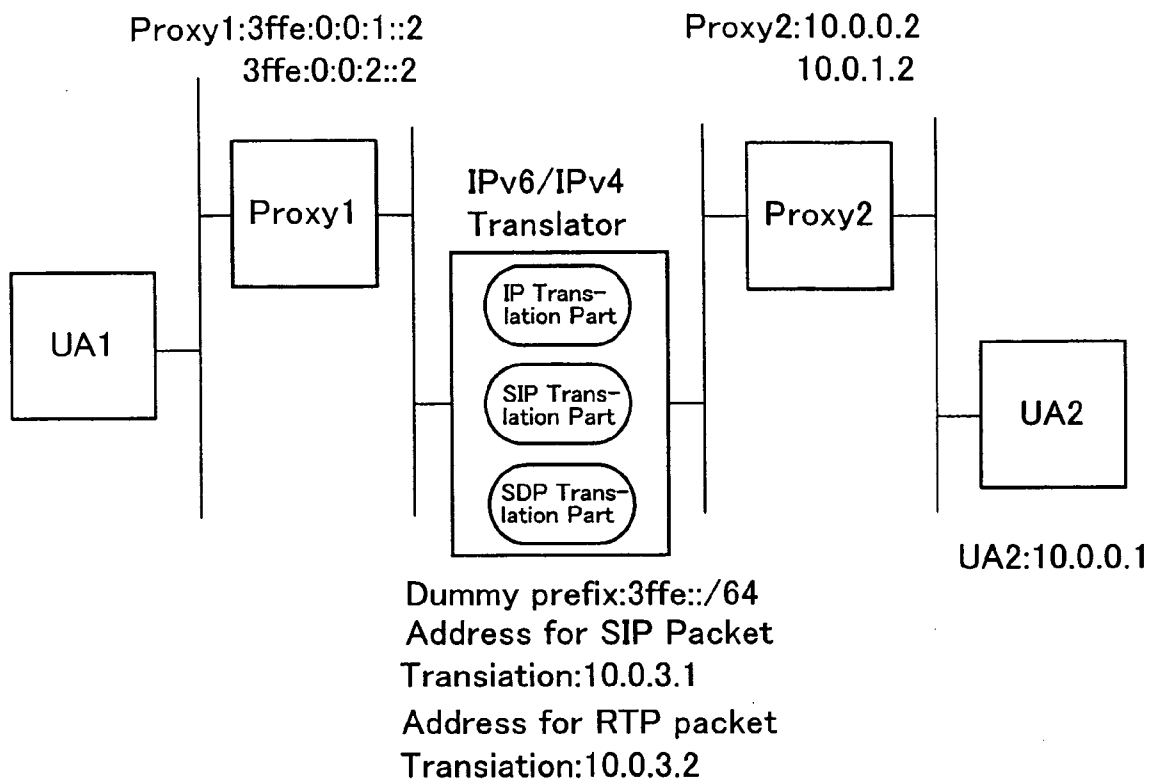 Proxy1:3ffe:0:0:1::2
3ffe:0:0:2::2
Proxy2:10.0.0.2
10.0.1.2
Proxy1
IPv6/IPv4
Translator
Proxy2
IP Trans-
lation Part
UA1
SIP Trans-
lation Part
UA2
SDP Trans-
lation Part
UA2:10.0.0.1
Dummy prefix:3ffe::/64
Address for SIP Packet
Transiation:10.0.3.1
Address for RTP packet
Transiation:10.0.3.2